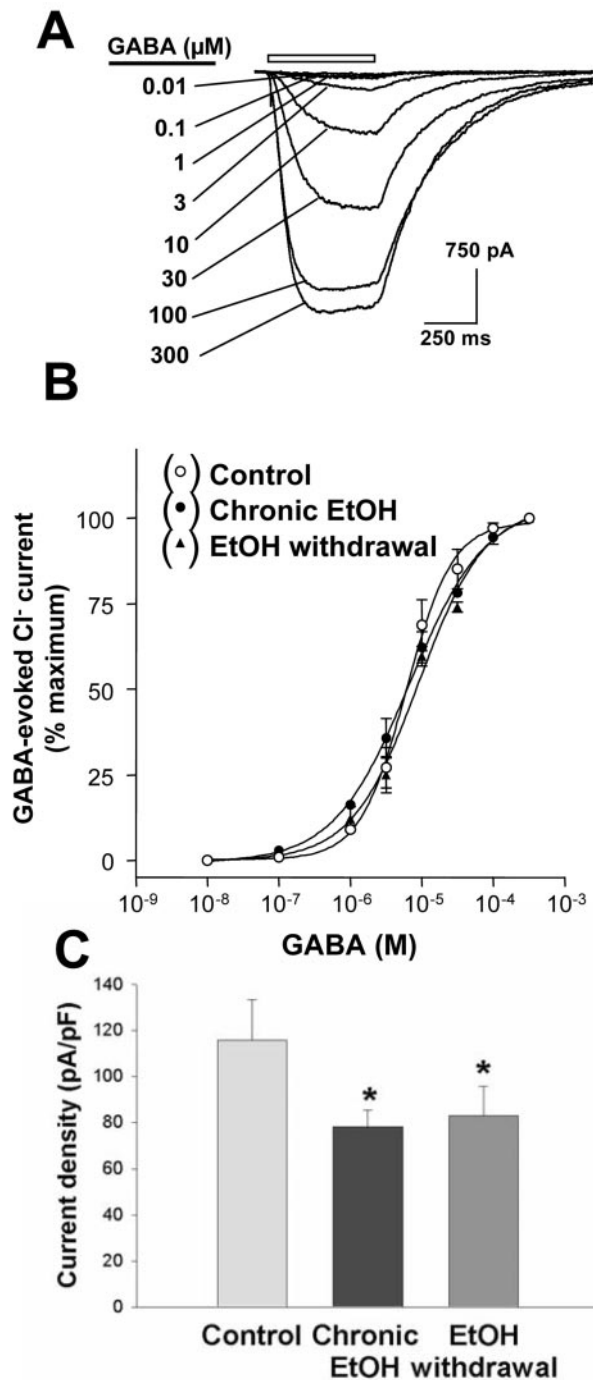 A
GABA (µM)
0.01
0.1
1
3
10
30
100
300
750 pA
250 ms
B
( ) Control
( ) Chronic EtOH
( ) EtOH withdrawal
GABA-evoked Cl⁻ current
(% maximum)
100
75
50
25
0
10⁻⁹ 10⁻⁸ 10⁻⁷ 10⁻⁶ 10⁻⁵ 10⁻⁴ 10⁻³
GABA (M)
C
Current density (pA/pF)
140
120
100
80
60
40
20
0
* *
Control Chronic EtOH
EtOH withdrawal